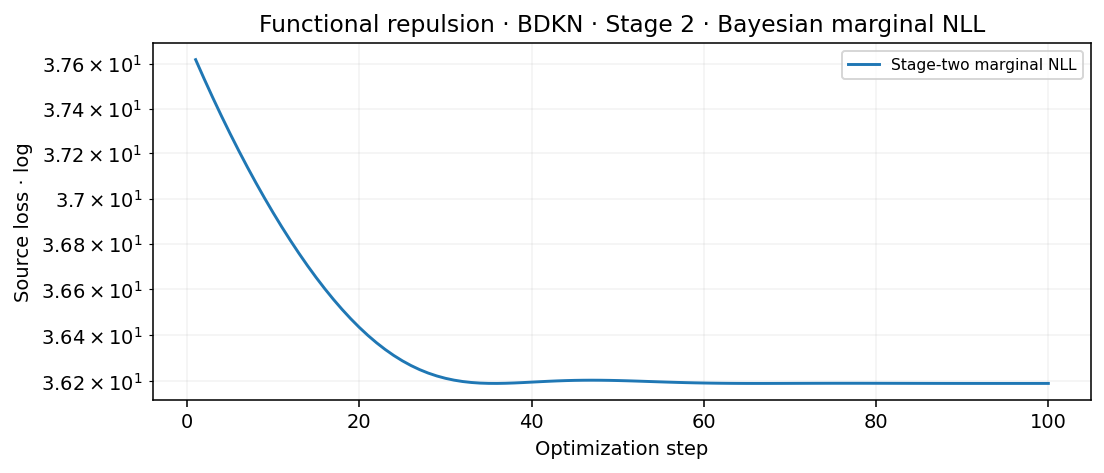 Functional repulsion · BDKN · Stage 2 · Bayesian marginal NLL
Stage-two marginal NLL
Source loss · log
3.76 × 10¹
3.74 × 10¹
3.72 × 10¹
3.7 × 10¹
3.68 × 10¹
3.66 × 10¹
3.64 × 10¹
3.62 × 10¹
0 20 40 60 80 100
Optimization step